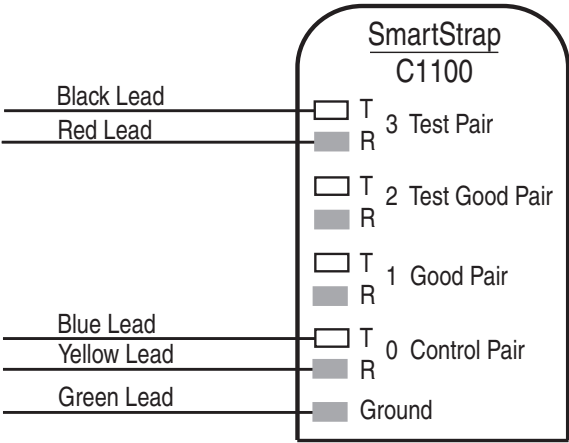 SmartStrap
C1100
Black Lead
T
3 Test Pair
Red Lead
R
T
2 Test Good Pair
R
T
1 Good Pair
R
Blue Lead
T
0 Control Pair
Yellow Lead
R
Green Lead
Ground